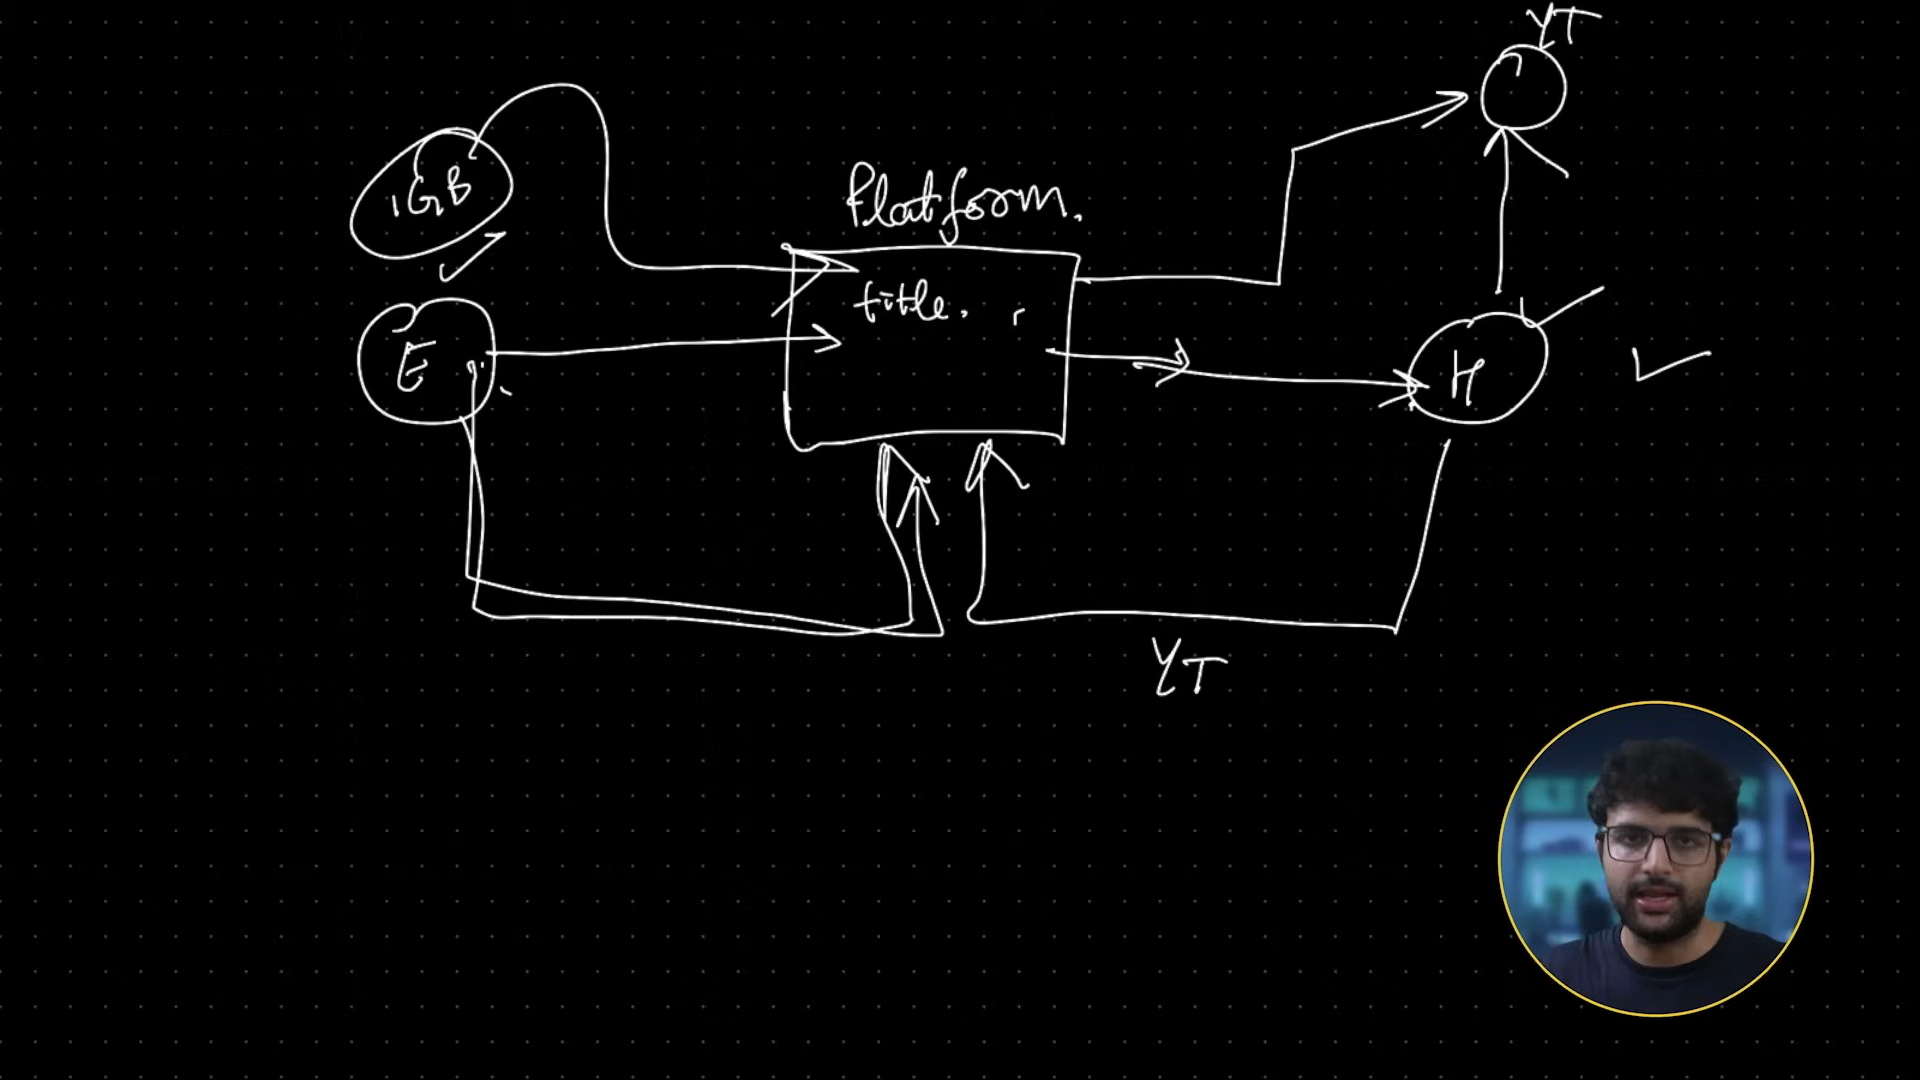 YT
1GB
Platform.
title.
E
H
YT